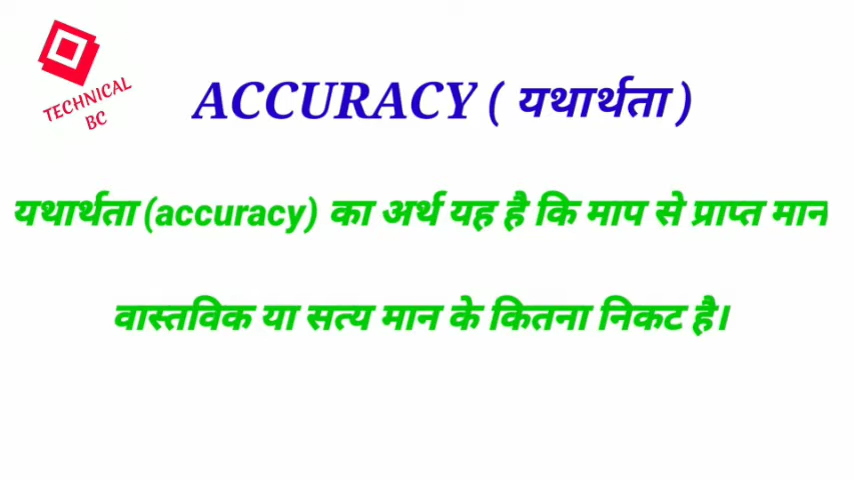 TECHNICAL
BC
ACCURACY ( यथार्थता )
यथार्थता (accuracy) का अर्थ यह है कि माप से प्राप्त मान
वास्तविक या सत्य मान के कितना निकट है।